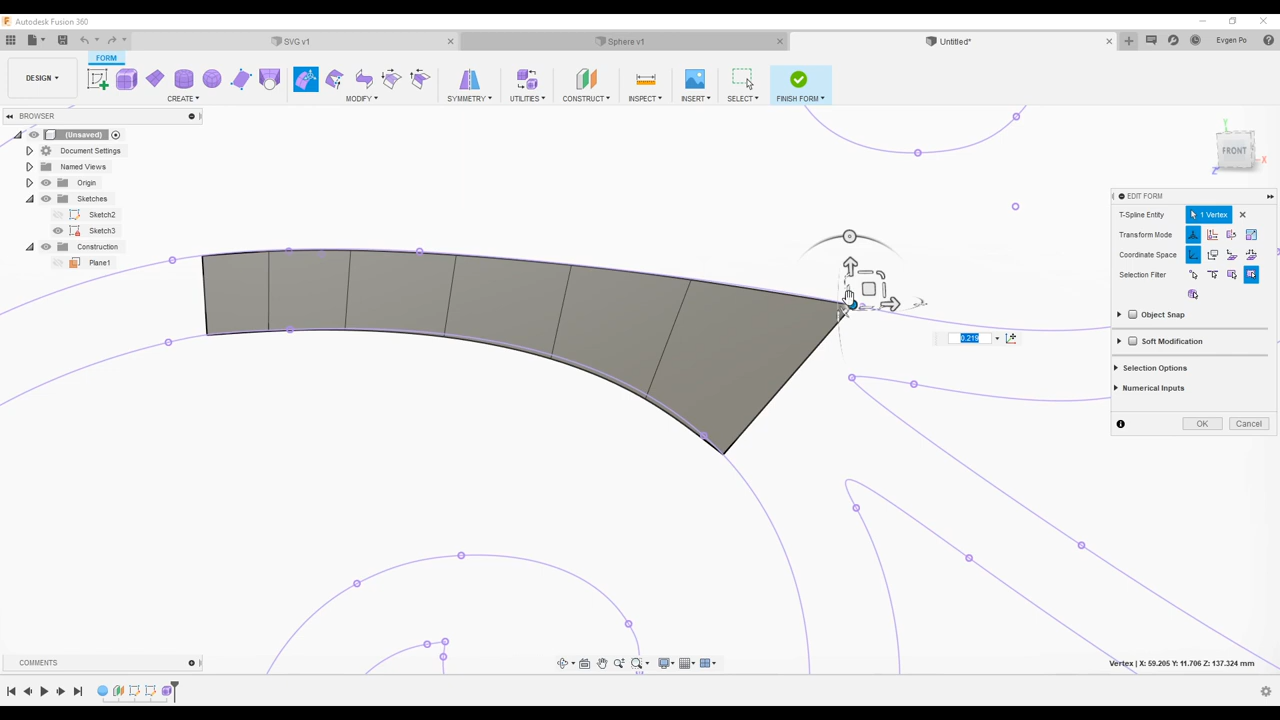 Autodesk Fusion 360
SVG v1
Sphere v1
Untitled*
Evgen Po
FORM
DESIGN
CREATE
MODIFY
SYMMETRY
UTILITIES
CONSTRUCT
INSPECT
INSERT
SELECT
FINISH FORM
BROWSER
(Unsaved)
Document Settings
Named Views
Origin
Sketches
Sketch2
Sketch3
Construction
Plane1
Y
FRONT
X
Z
EDIT FORM
T-Spline Entity
1 Vertex
Transform Mode
Coordinate Space
Selection Filter
Object Snap
Soft Modification
Selection Options
Numerical Inputs
OK
Cancel
0.219
COMMENTS
Vertex | X: 59.205 Y: 11.706 Z: 137.324 mm